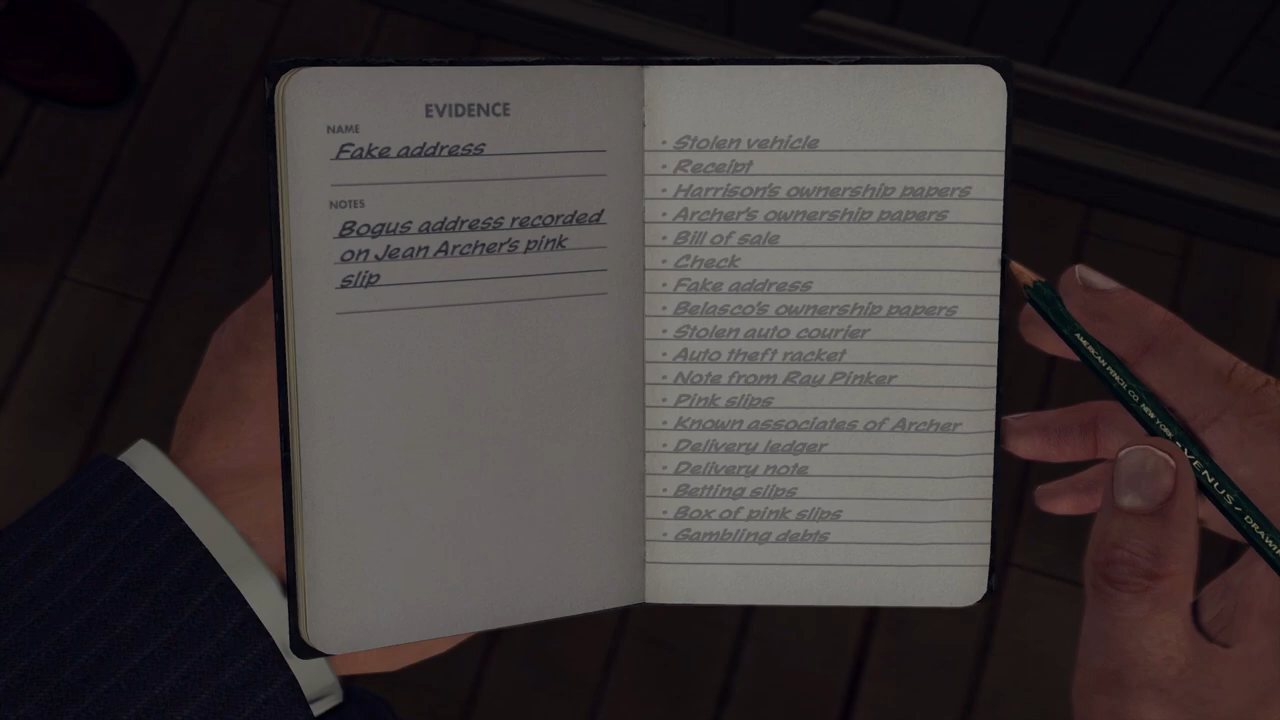 EVIDENCE
NAME
Fake address
NOTES
Bogus address recorded
on Jean Archer's pink
slip
• Stolen vehicle
• Receipt
• Harrison's ownership papers
• Archer's ownership papers
• Bill of sale
• Check
• Fake address
• Belasco's ownership papers
• Stolen auto courier
• Auto theft racket
• Note from Ray Pinker
• Pink slips
• Known associates of Archer
• Delivery ledger
• Delivery note
• Betting slips
• Box of pink slips
• Gambling debts
AMERICAN PENCIL CO. NEW YORK VENUS DRAWIN